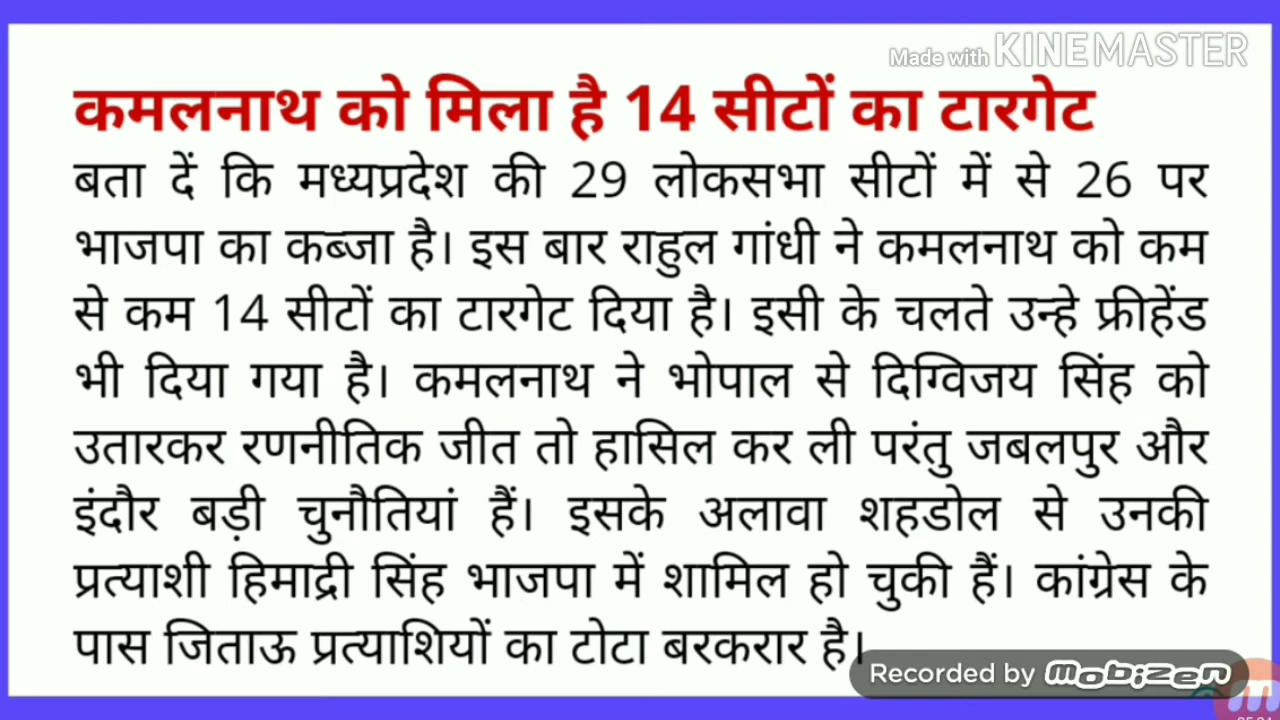 Made with KINEMASTER
कमलनाथ को मिला है 14 सीटों का टारगेट
बता दें कि मध्यप्रदेश की 29 लोकसभा सीटों में से 26 पर
भाजपा का कब्जा है। इस बार राहुल गांधी ने कमलनाथ को कम
से कम 14 सीटों का टारगेट दिया है। इसी के चलते उन्हे फ्रीहेंड
भी दिया गया है। कमलनाथ ने भोपाल से दिग्विजय सिंह को
उतारकर रणनीतिक जीत तो हासिल कर ली परंतु जबलपुर और
इंदौर बड़ी चुनौतियां हैं। इसके अलावा शहडोल से उनकी
प्रत्याशी हिमाद्री सिंह भाजपा में शामिल हो चुकी हैं। कांग्रेस के
पास जिताऊ प्रत्याशियों का टोटा बरकरार है।
Recorded by mobizen